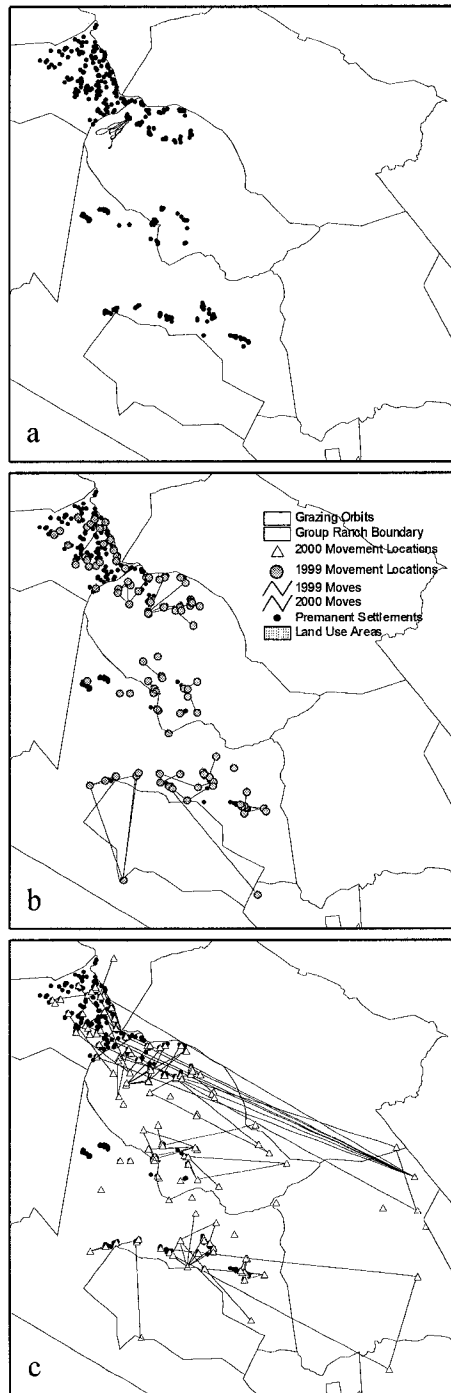 a
Grazing Orbits
Group Ranch Boundary
2000 Movement Locations
1999 Movement Locations
1999 Moves
2000 Moves
Premanent Settlements
Land Use Areas
b
c